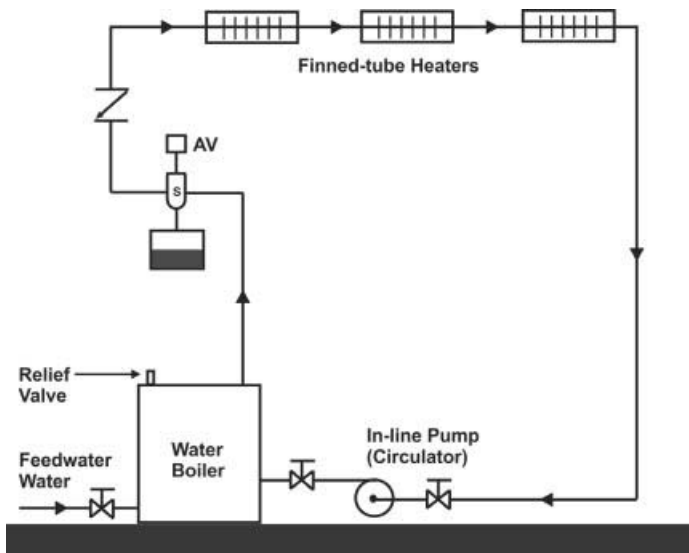 Finned-tube Heaters
AV
S
Relief
Valve
Water
Boiler
In-line Pump
(Circulator)
Feedwater
Water